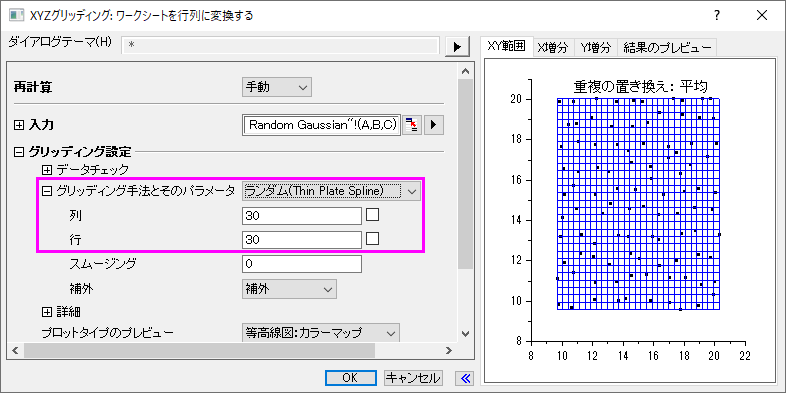 XYZグリッディング: ワークシートを行列に変換する
ダイアログテーマ(H) *
再計算 手動
入力 Random Gaussian"!(A,B,C)
グリッディング設定
データチェック
グリッディング手法とそのパラメータ ランダム(Thin Plate Spline)
列 30
行 30
スムージング 0
補外 補外
詳細
プロットタイプのプレビュー 等高線図:カラーマップ
OK キャンセル
XY範囲 X増分 Y増分 結果のプレビュー
重複の置き換え: 平均
20
18
16
14
12
10
8
8 10 12 14 16 18 20 22